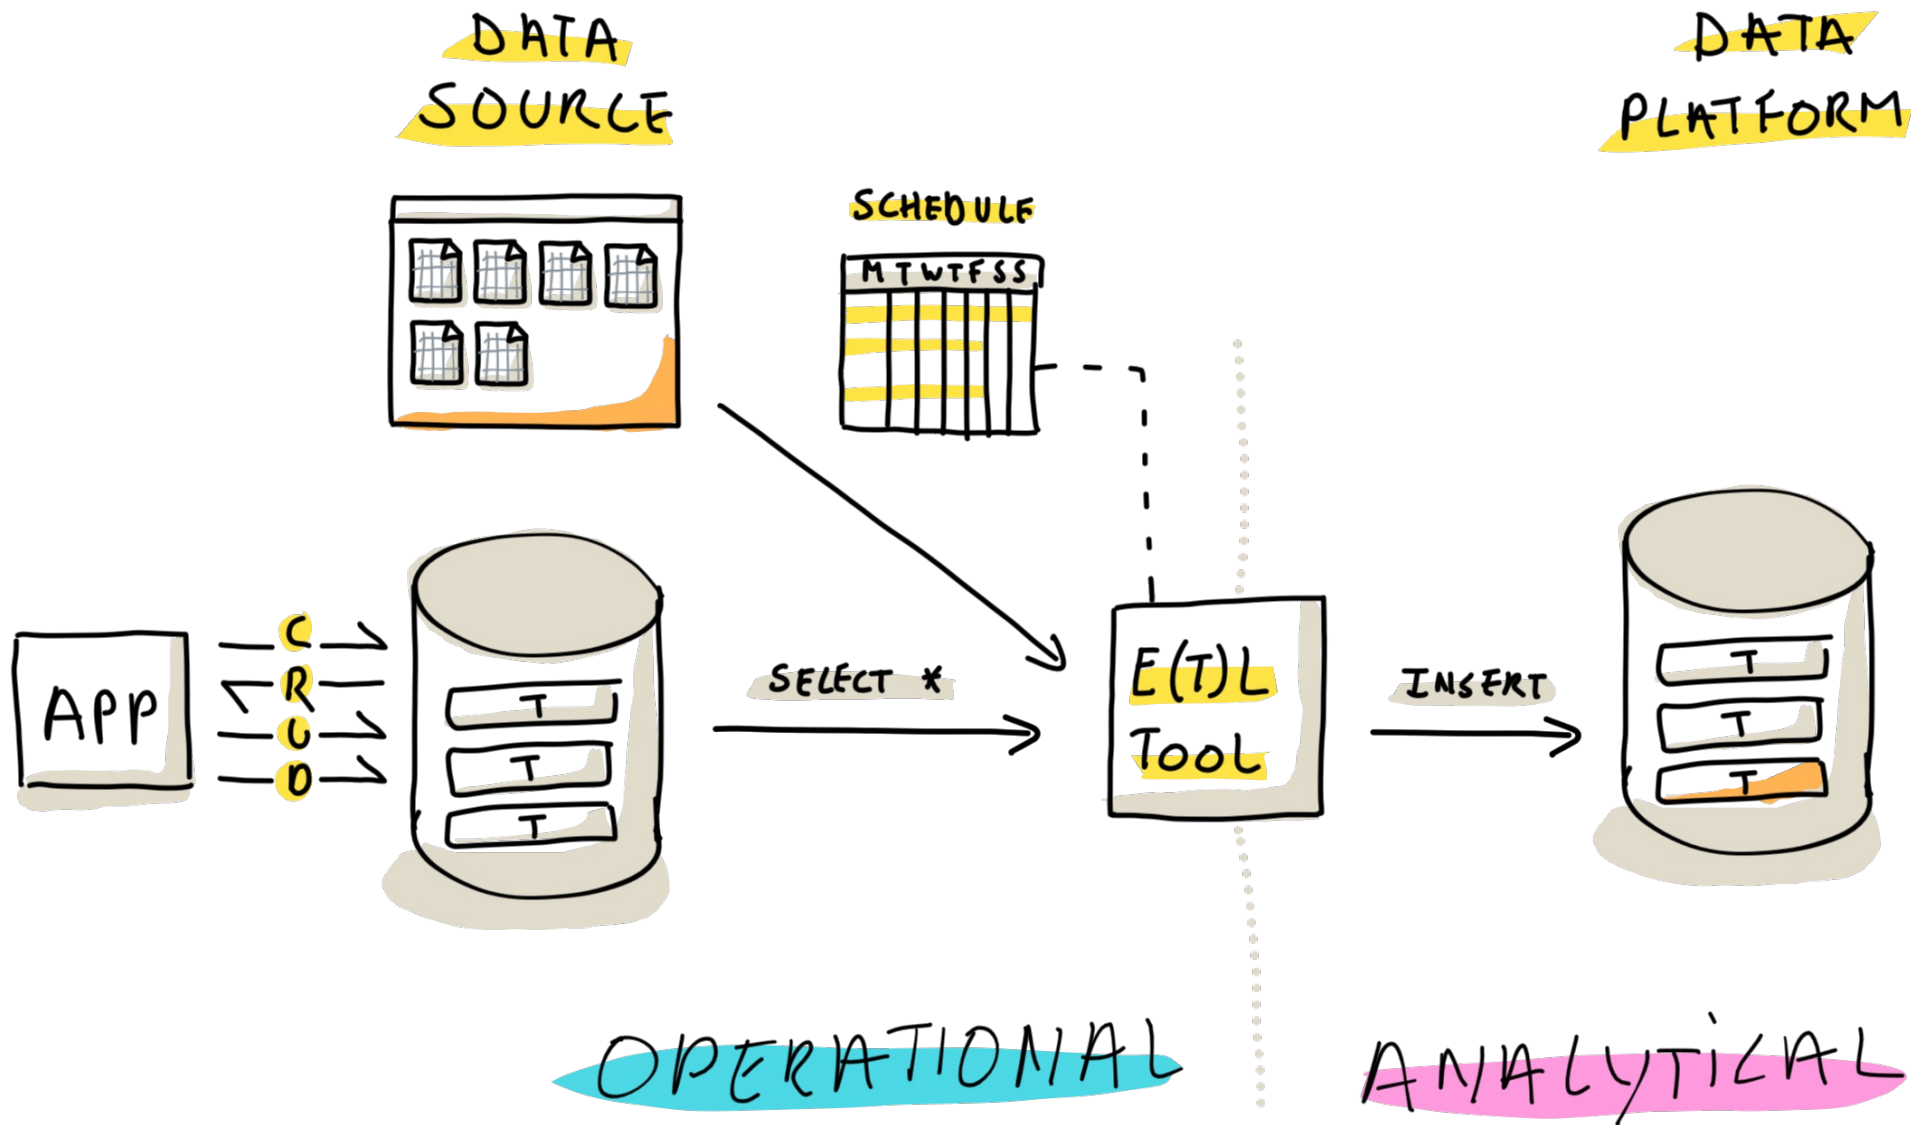 DATA
SOURCE
DATA
PLATFORM
SCHEDULE
M T W T F S S
APP
C
R
U
D
T
T
T
SELECT *
E(T)L
TOOL
INSERT
T
T
T
OPERATIONAL
ANALYTICAL